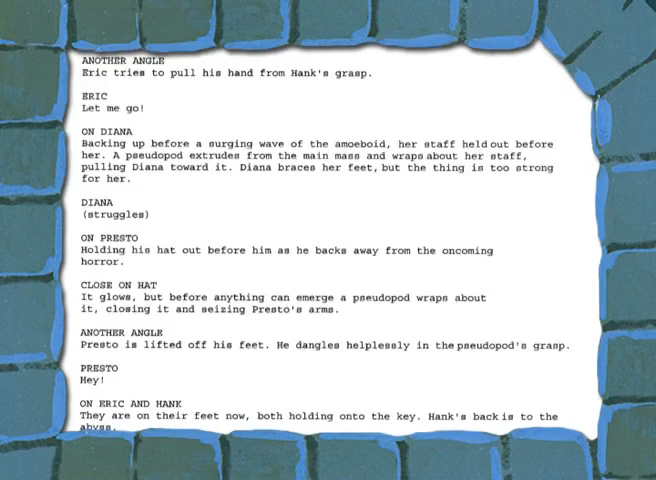 ANOTHER ANGLE
Eric tries to pull his hand from Hank's grasp.
ERIC
Let me go!
ON DIANA
Backing up before a surging wave of the amoeboid, her staff held out before
her. A pseudopod extrudes from the main mass and wraps about her staff,
pulling Diana toward it. Diana braces her feet, but the thing is too strong
for her.
DIANA
(struggles)
ON PRESTO
Holding his hat out before him as he backs away from the oncoming
horror.
CLOSE ON HAT
It glows, but before anything can emerge a pseudopod wraps about
it, closing it and seizing Presto's arms.
ANOTHER ANGLE
Presto is lifted off his feet. He dangles helplessly in the pseudopod's grasp.
PRESTO
Hey!
ON ERIC AND HANK
They are on their feet now, both holding onto the key. Hank's back is to the
abyss.